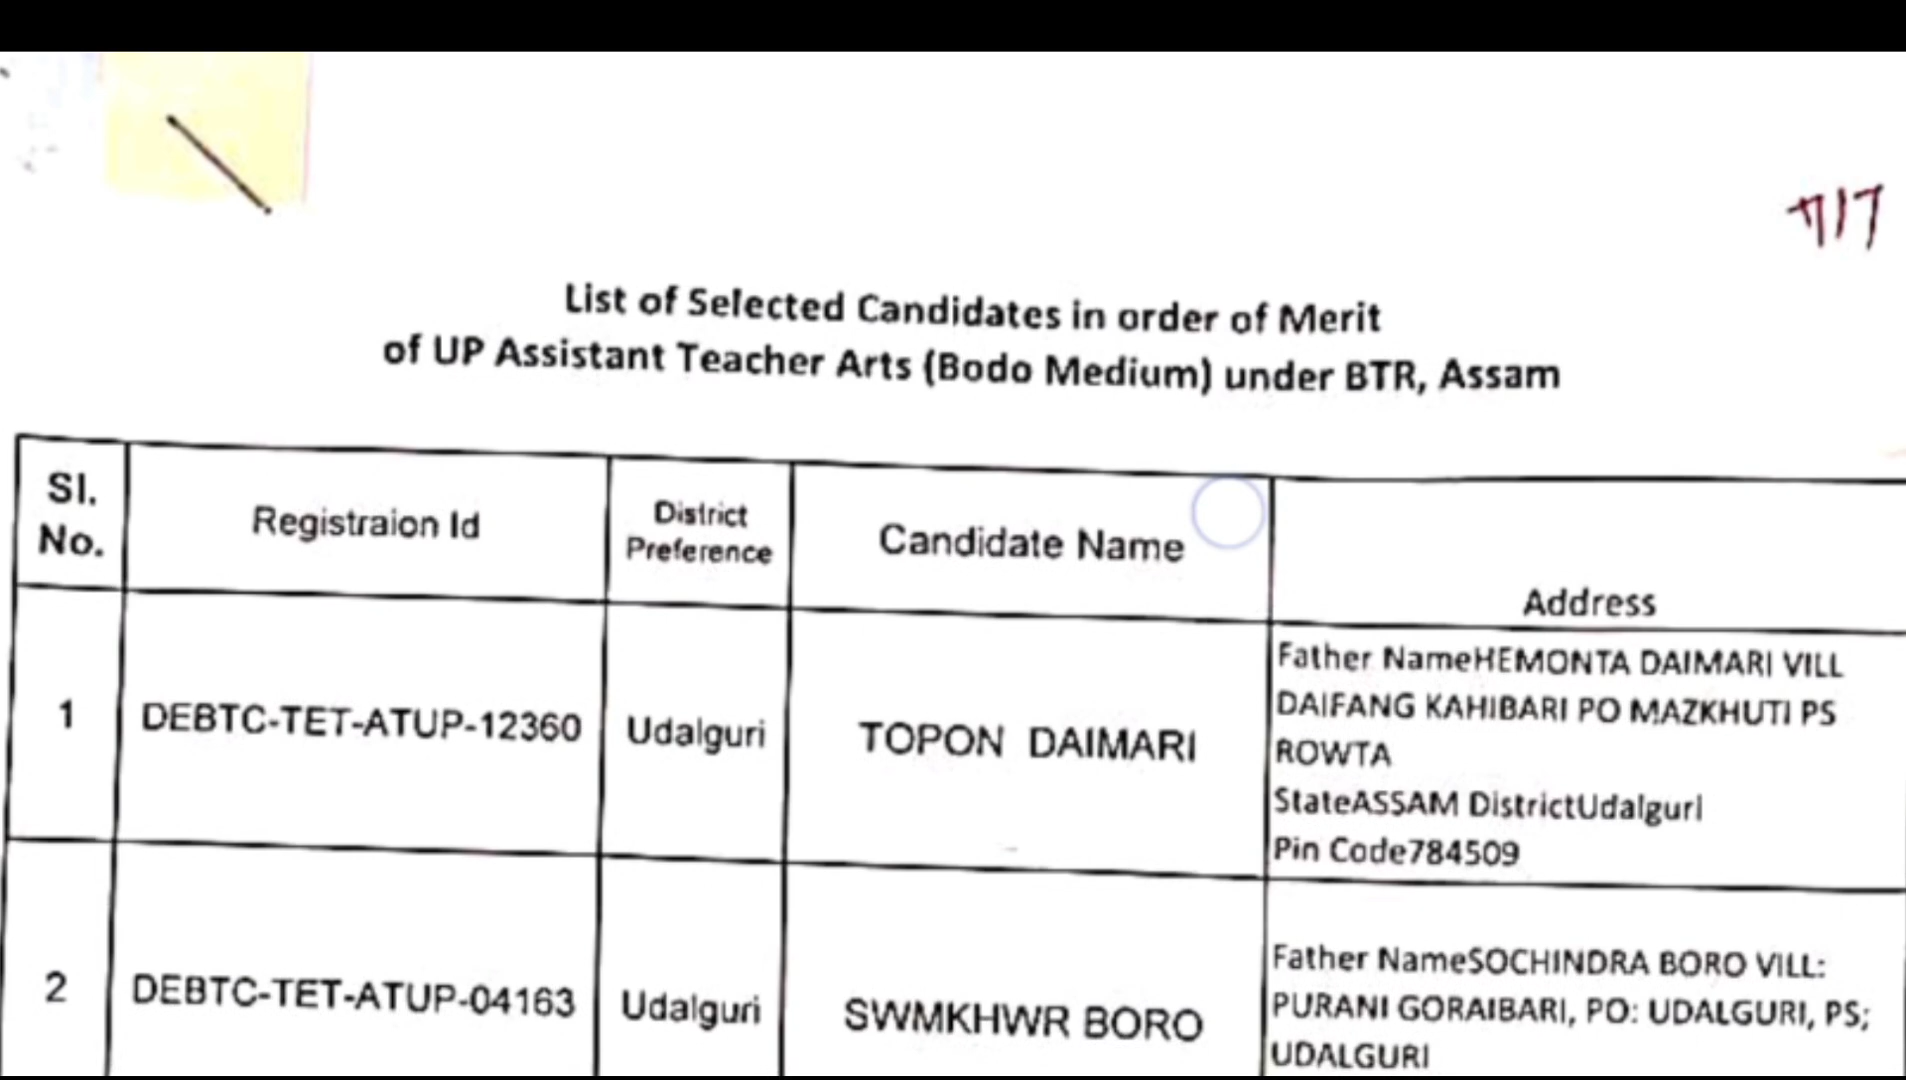 717
List of Selected Candidates in order of Merit
of UP Assistant Teacher Arts (Bodo Medium) under BTR, Assam
Sl.
No.
Registraion Id
District
Preference
Candidate Name
Address
1
DEBTC-TET-ATUP-12360
Udalguri
TOPON DAIMARI
Father NameHEMONTA DAIMARI VILL
DAIFANG KAHIBARI PO MAZKHUTI PS
ROWTA
StateASSAM DistrictUdalguri
Pin Code784509
2
DEBTC-TET-ATUP-04163
Udalguri
SWMKHWR BORO
Father NameSOCHINDRA BORO VILL:
PURANI GORAIBARI, PO: UDALGURI, PS;
UDALGURI